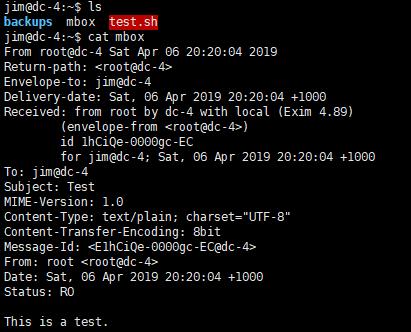 jim@dc-4:~$ ls
backups  mbox  test.sh
jim@dc-4:~$ cat mbox
From root@dc-4 Sat Apr 06 20:20:04 2019
Return-path: <root@dc-4>
Envelope-to: jim@dc-4
Delivery-date: Sat, 06 Apr 2019 20:20:04 +1000
Received: from root by dc-4 with local (Exim 4.89)
        (envelope-from <root@dc-4>)
        id 1hCiQe-0000gc-EC
        for jim@dc-4; Sat, 06 Apr 2019 20:20:04 +1000
To: jim@dc-4
Subject: Test
MIME-Version: 1.0
Content-Type: text/plain; charset="UTF-8"
Content-Transfer-Encoding: 8bit
Message-Id: <E1hCiQe-0000gc-EC@dc-4>
From: root <root@dc-4>
Date: Sat, 06 Apr 2019 20:20:04 +1000
Status: RO

This is a test.